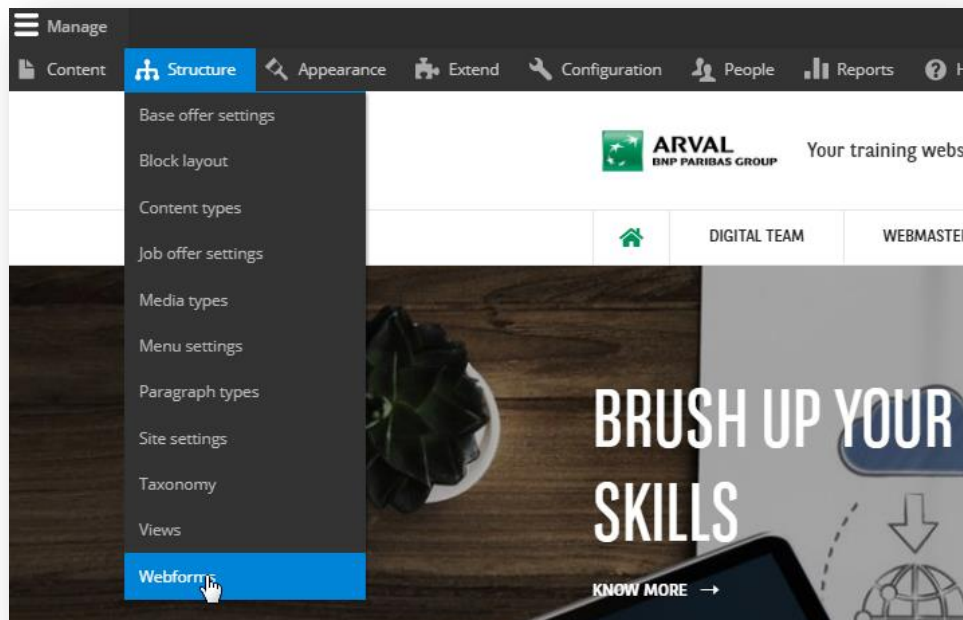 Manage
Content Structure Appearance Extend Configuration People Reports
Base offer settings
Block layout
Content types
Job offer settings
Media types
Menu settings
Paragraph types
Site settings
Taxonomy
Views
Webforms
ARVAL
BNP PARIBAS GROUP
Your training webs
DIGITAL TEAM WEBMASTE
BRUSH UP YOUR
SKILLS
KNOW MORE →